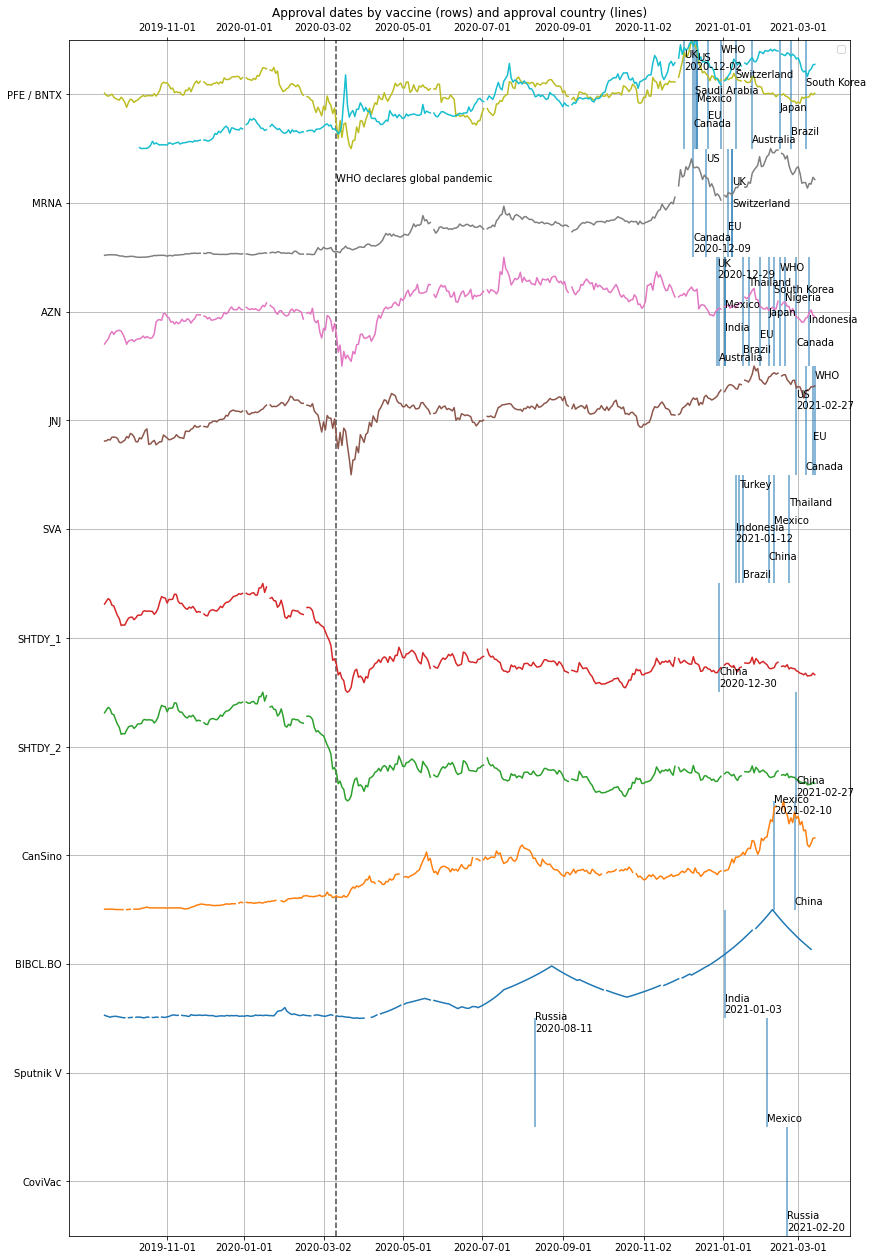 Approval dates by vaccine (rows) and approval country (lines)
2019-11-01 2020-01-01 2020-03-02 2020-05-01 2020-07-01 2020-09-01 2020-11-02 2021-01-01 2021-03-01
PFE / BNTX
UK
2020-12-02
US
WHO
Switzerland
South Korea
Saudi Arabia
Mexico
Japan
EU
Canada
Brazil
Australia
MRNA
WHO declares global pandemic
US
UK
Switzerland
EU
Canada
2020-12-09
AZN
UK
2020-12-29
WHO
Thailand
South Korea
Nigeria
Mexico
Japan
Indonesia
India
EU
Canada
Brazil
Australia
JNJ
WHO
US
2021-02-27
EU
Canada
SVA
Turkey
Thailand
Mexico
Indonesia
2021-01-12
China
Brazil
SHTDY_1
China
2020-12-30
SHTDY_2
China
2021-02-27
CanSino
Mexico
2021-02-10
China
BIBCL.BO
India
2021-01-03
Sputnik V
Russia
2020-08-11
Mexico
CoviVac
Russia
2021-02-20
2019-11-01 2020-01-01 2020-03-02 2020-05-01 2020-07-01 2020-09-01 2020-11-02 2021-01-01 2021-03-01